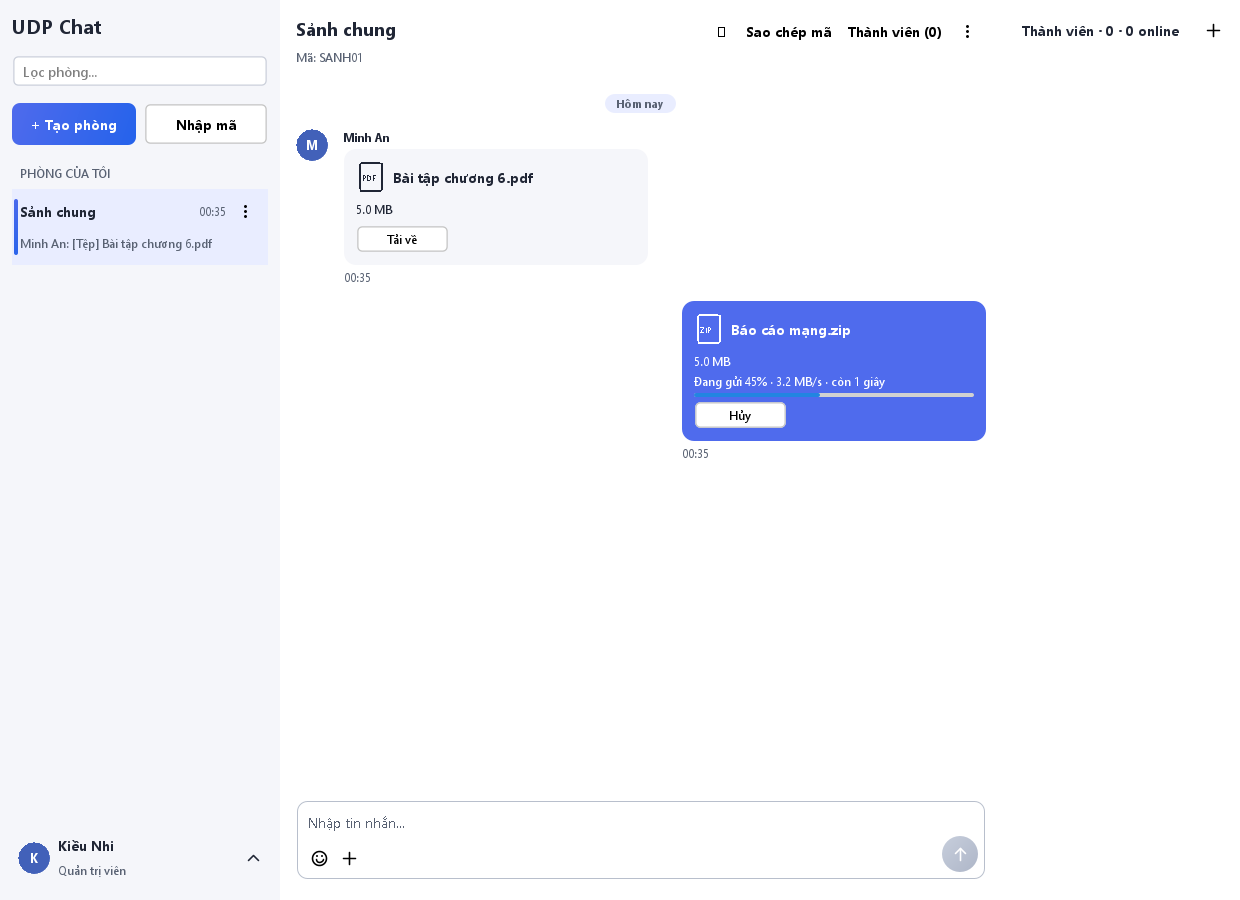 UDP Chat
Lọc phòng...
+ Tạo phòng
Nhập mã
PHÒNG CỦA TÔI
Sảnh chung
00:35
Minh An: [Tệp] Bài tập chương 6.pdf
Kiều Nhi
K
Quản trị viên
Sảnh chung
Mã: SANH01
Sao chép mã
Thành viên (0)
Thành viên · 0 · 0 online
Hôm nay
M
Minh An
PDF
Bài tập chương 6.pdf
5.0 MB
Tải về
00:35
ZIP
Báo cáo mạng.zip
5.0 MB
Đang gửi 45% · 3.2 MB/s · còn 1 giây
Hủy
00:35
Nhập tin nhắn...